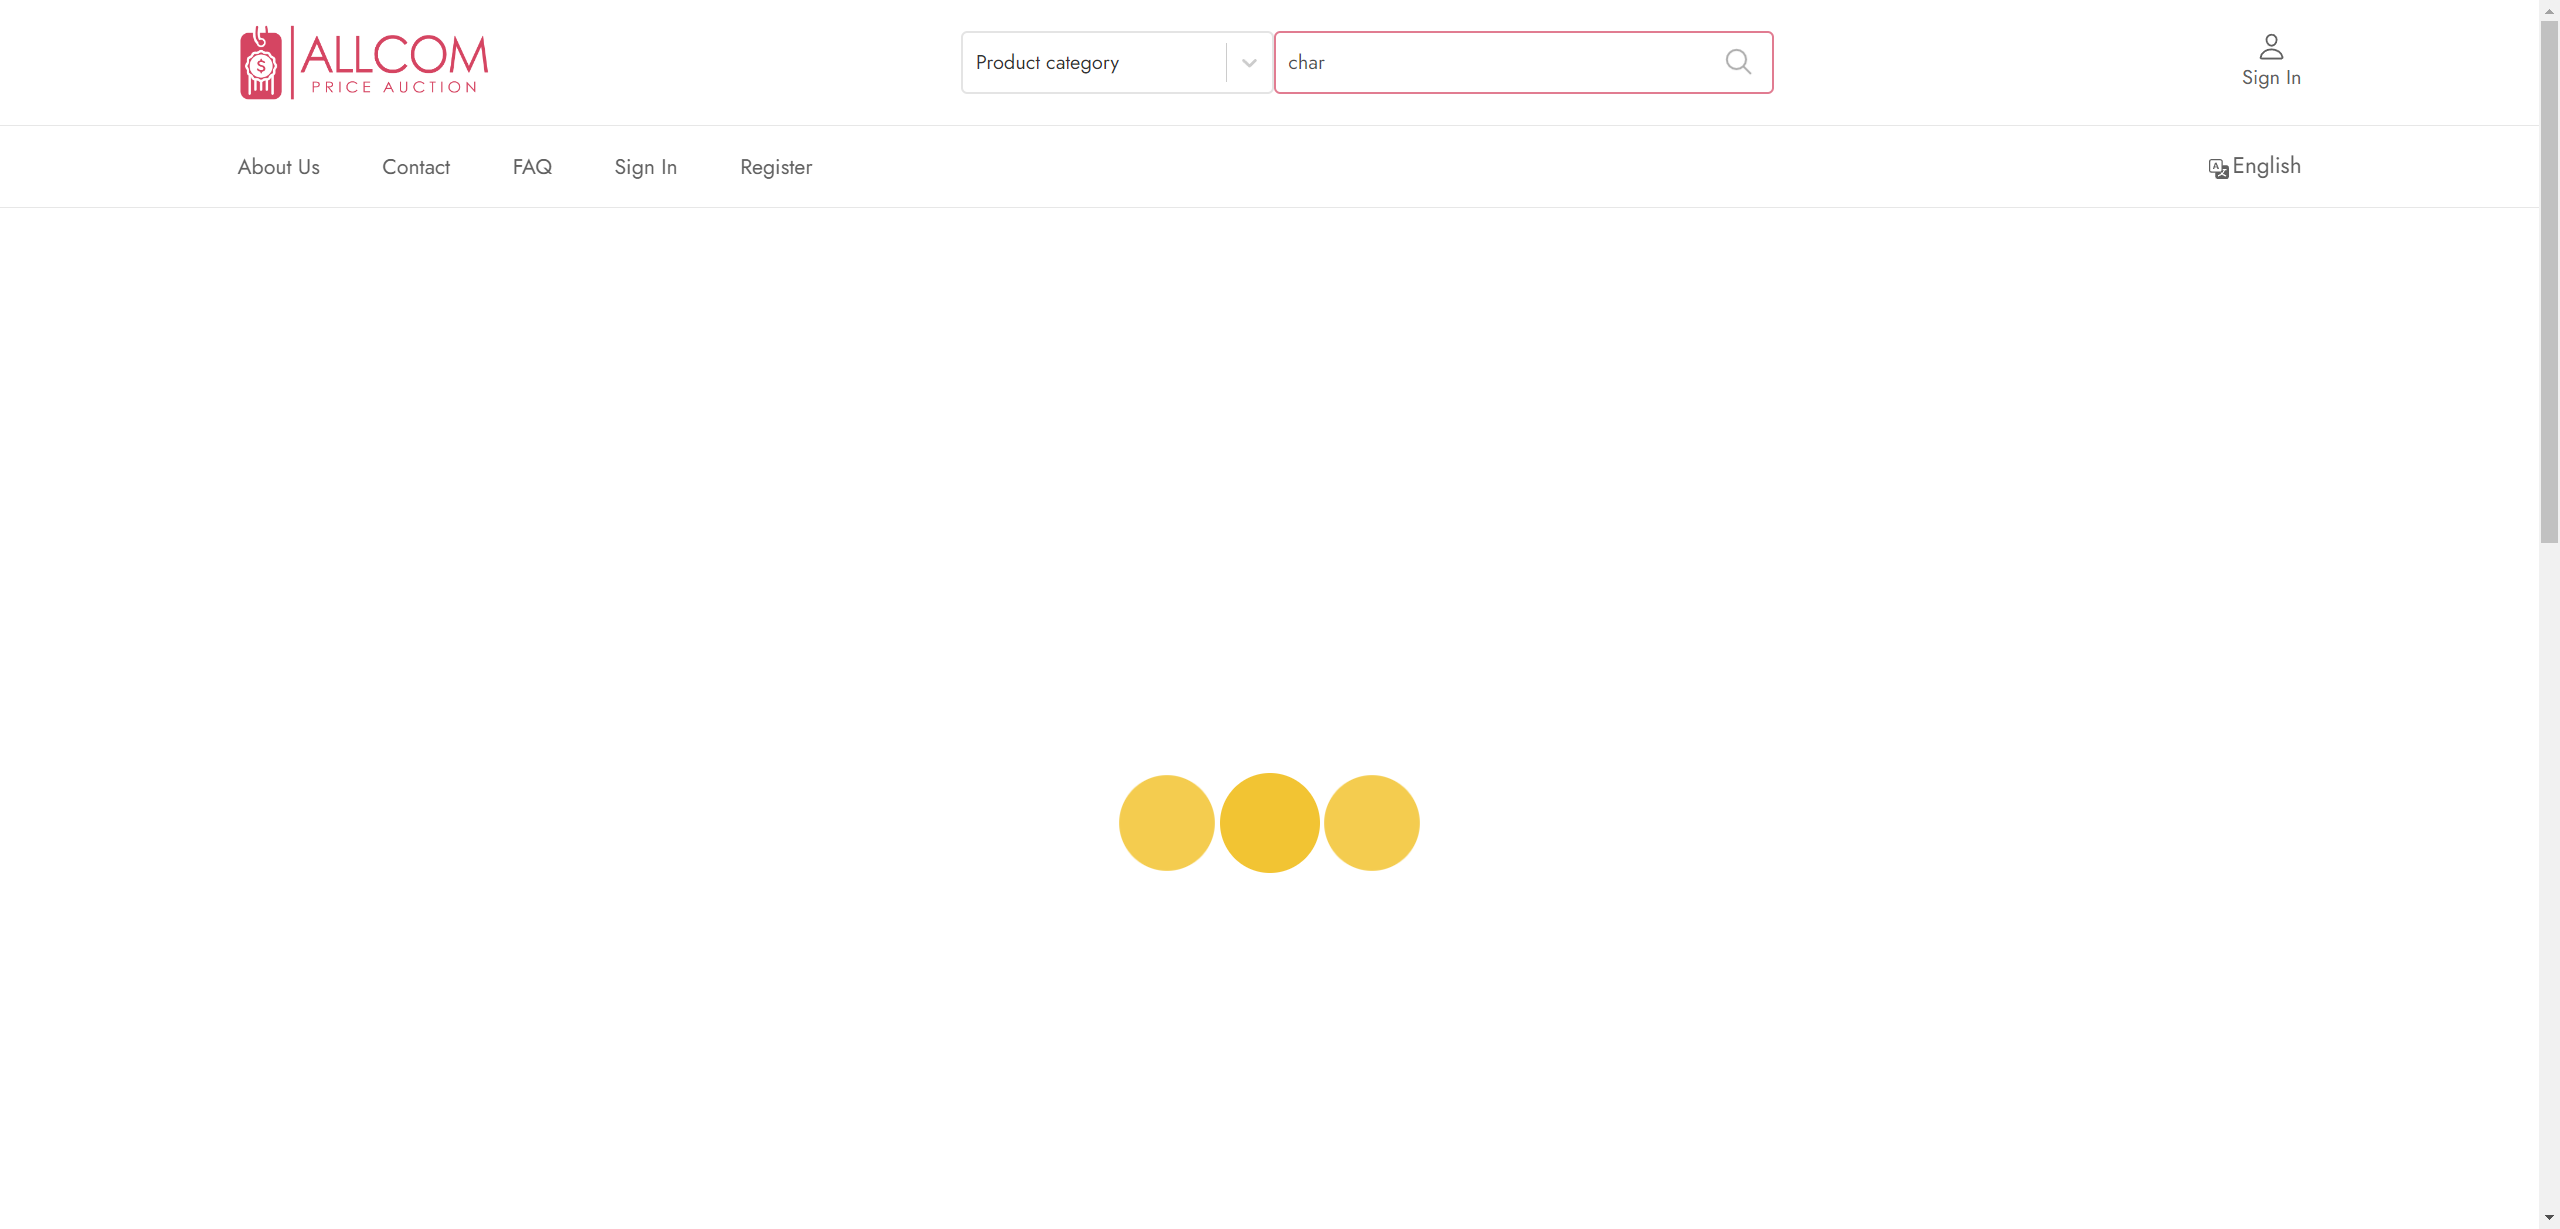 ALLCOM
PRICE AUCTION
Product category
char
Sign In
About Us
Contact
FAQ
Sign In
Register
English